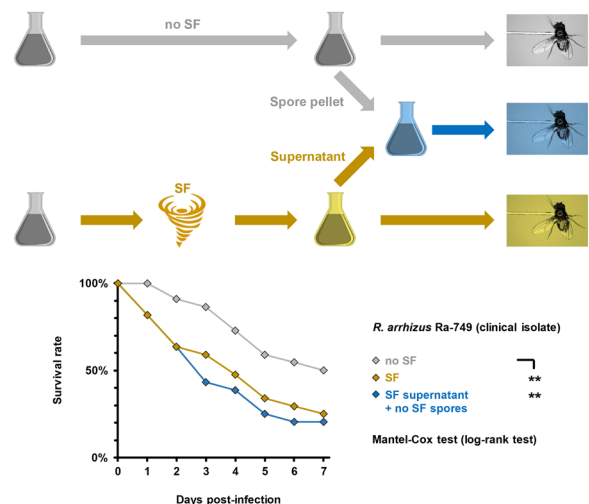 no SF
Spore pellet
Supernatant
SF
100%
50%
0%
Survival rate
0 1 2 3 4 5 6 7
Days post-infection
R. arrhizus Ra-749 (clinical isolate)
no SF
SF **
SF supernatant **
+ no SF spores
Mantel-Cox test (log-rank test)